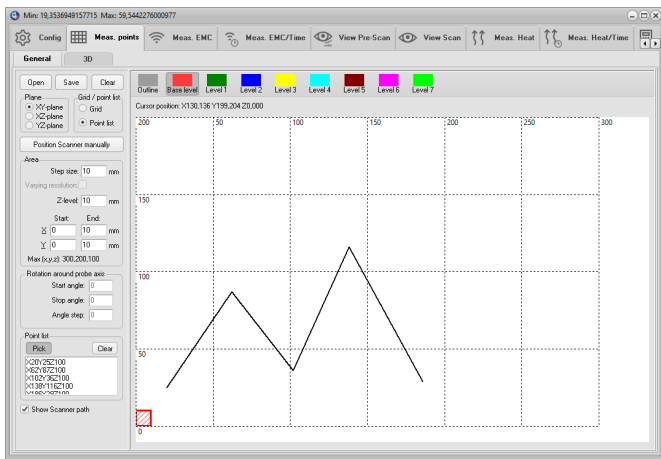 Min: 19,3536949157715 Max: 59,5442276000977
Config Meas. points Meas. EMC Meas. EMC/Time View Pre-Scan View Scan Meas. Heat Meas. Heat/Time
General 3D
Open Save Clear
Plane Grid / point list
XY-plane Grid
XZ-plane Point list
YZ-plane
Position Scanner manually
Area
Step size: 10 mm
Varying resolution:
Z-level: 10 mm
Start: End:
X 0 10 mm
Y 0 10 mm
Max (x,y,z): 300,200,100
Rotation around probe axis
Start angle: 0
Stop angle: 0
Angle step: 0
Point list
Pick Clear
X20Y25Z100
X62Y87Z100
X102Y36Z100
X138Y116Z100
Show Scanner path
Outline Base level Level 1 Level 2 Level 3 Level 4 Level 5 Level 6 Level 7
Cursor position: X130,136 Y199,204 Z0,000
200 50 100 150 200 250 300
150
100
50
0